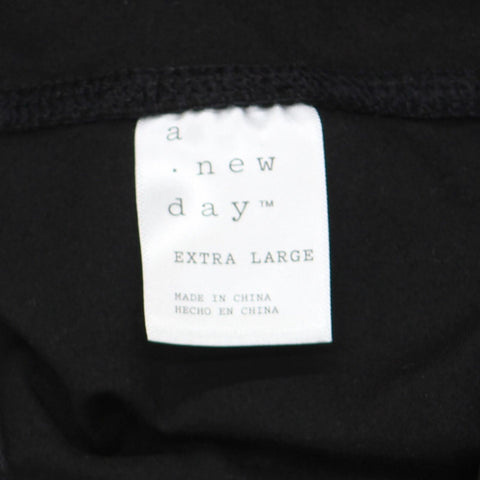 a
. new
day™
EXTRA LARGE
MADE IN CHINA
HECHO EN CHINA